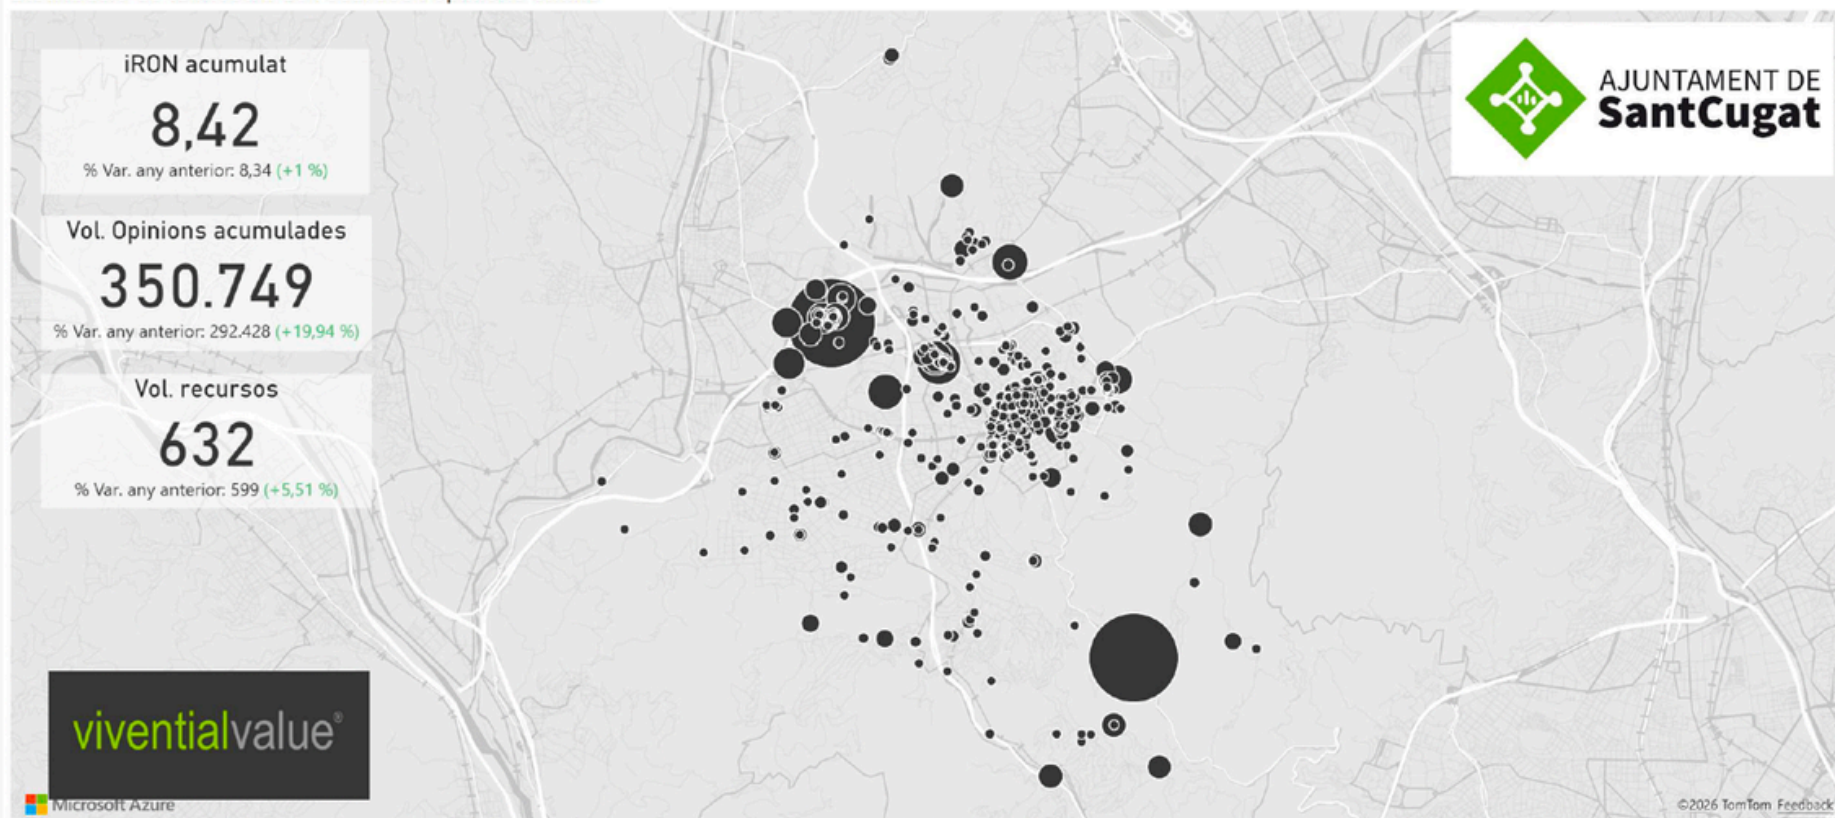 iRON acumulat
8,42
% Var. any anterior: 8,34 (+1 %)
Vol. Opinions acumulades
350.749
% Var. any anterior: 292.428 (+19,94 %)
Vol. recursos
632
% Var. any anterior: 599 (+5,51 %)
AJUNTAMENT DE
SantCugat
viventialvalue®
Microsoft Azure
©2026 TomTom Feedback